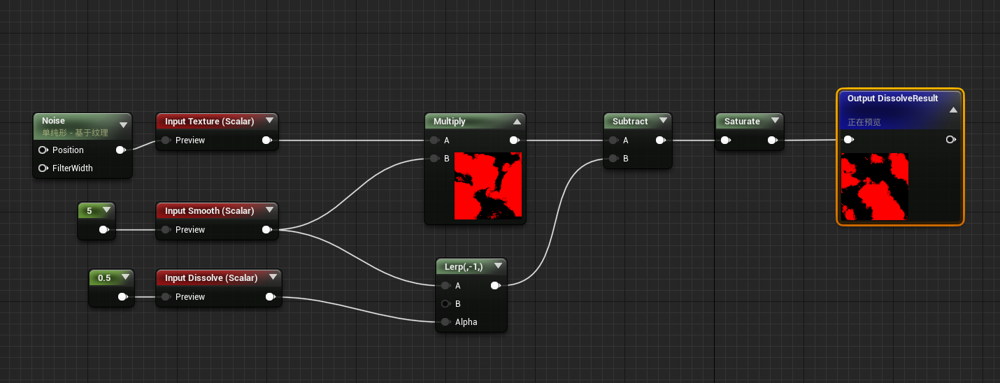 Noise
单纯形 - 基于纹理
Position
FilterWidth
Input Texture (Scalar)
Preview
5
Input Smooth (Scalar)
Preview
0.5
Input Dissolve (Scalar)
Preview
Multiply
A
B
Lerp(,-1,)
A
B
Alpha
Subtract
A
B
Saturate
Output DissolveResult
正在预览